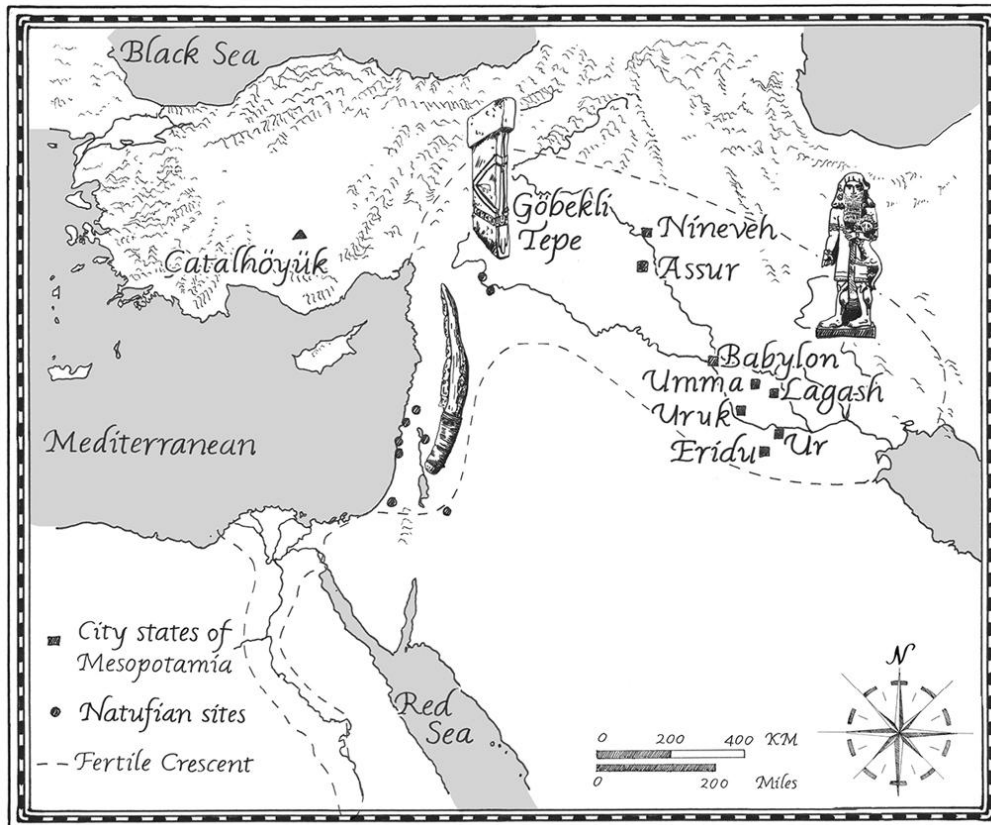 Black Sea
Göbekli
Tepe
Nineveh
Assur
Çatalhöyük
Babylon
Umma
Lagash
Uruk
Ur
Eridu
Mediterranean
City states of
Mesopotamia
Natufian sites
Fertile Crescent
Red
Sea
N
0 200 400 KM
0 200 Miles